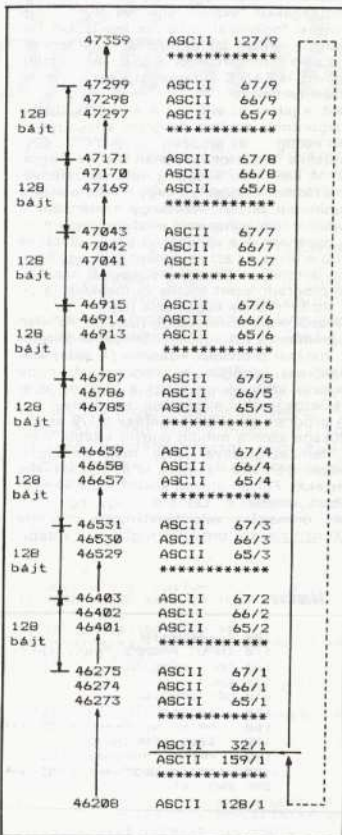 47359 ASCII 127/9
************
47299 ASCII 67/9
47298 ASCII 66/9
128 bájt
47297 ASCII 65/9
************
47171 ASCII 67/8
47170 ASCII 66/8
128 bájt
47169 ASCII 65/8
************
47043 ASCII 67/7
47042 ASCII 66/7
128 bájt
47041 ASCII 65/7
************
46915 ASCII 67/6
46914 ASCII 66/6
128 bájt
46913 ASCII 65/6
************
46787 ASCII 67/5
46786 ASCII 66/5
128 bájt
46785 ASCII 65/5
************
46659 ASCII 67/4
46658 ASCII 66/4
128 bájt
46657 ASCII 65/4
************
46531 ASCII 67/3
46530 ASCII 66/3
128 bájt
46529 ASCII 65/3
************
46403 ASCII 67/2
46402 ASCII 66/2
128 bájt
46401 ASCII 65/2
************
46275 ASCII 67/1
46274 ASCII 66/1
46273 ASCII 65/1
************
ASCII 32/1
ASCII 159/1
************
46208 ASCII 128/1